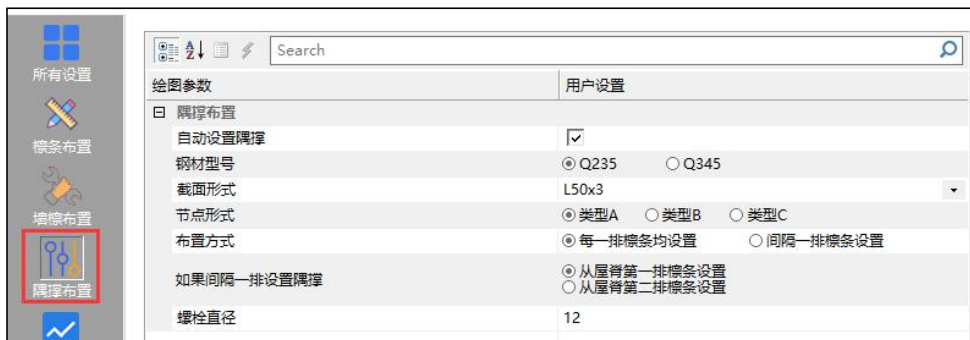 所有设置
檩条布置
墙檩布置
隅撑布置
Search
绘图参数 用户设置
隅撑布置
自动设置隅撑
钢材型号 Q235 Q345
截面形式 L50x3
节点形式 类型A 类型B 类型C
布置方式 每一排檩条均设置 间隔一排檩条设置
如果间隔一排设置隅撑 从屋脊第一排檩条设置
从屋脊第二排檩条设置
螺栓直径 12